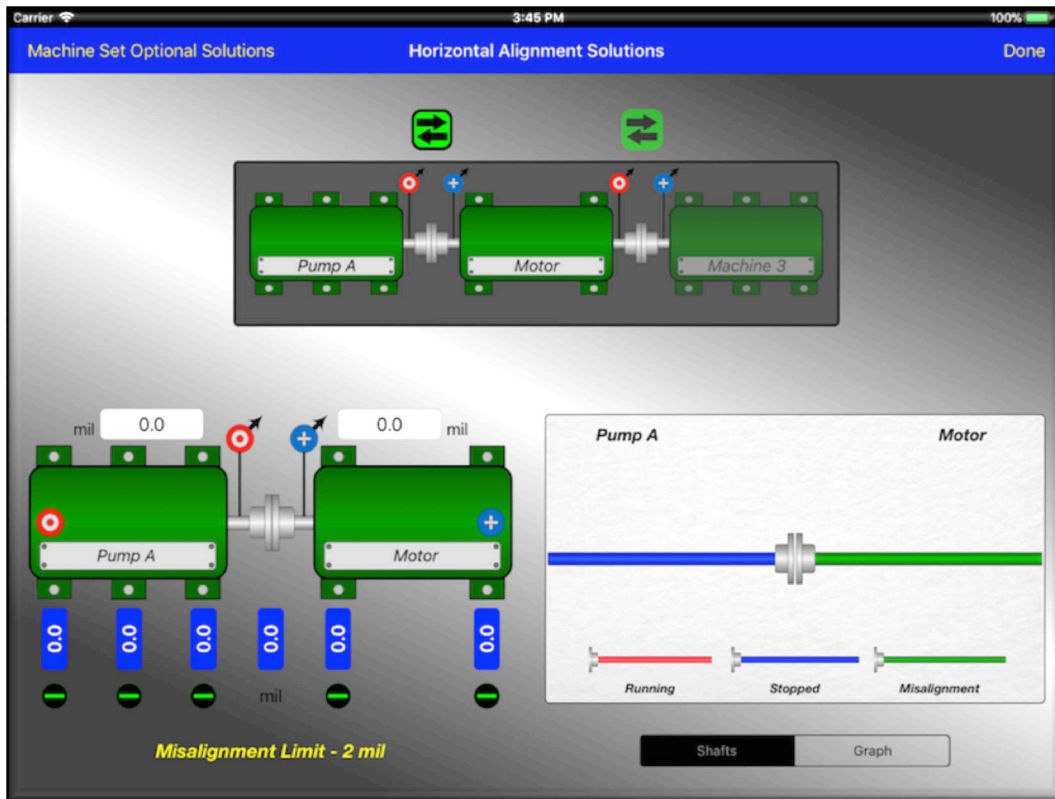 Carrier 3:45 PM 100%
Machine Set Optional Solutions Horizontal Alignment Solutions Done
Pump A Motor Machine 3
mil 0.0 0.0 mil
Pump A Motor
Pump A Motor
0.0 0.0 0.0 0.0 0.0 0.0
mil
Running Stopped Misalignment
Misalignment Limit - 2 mil
Shafts Graph